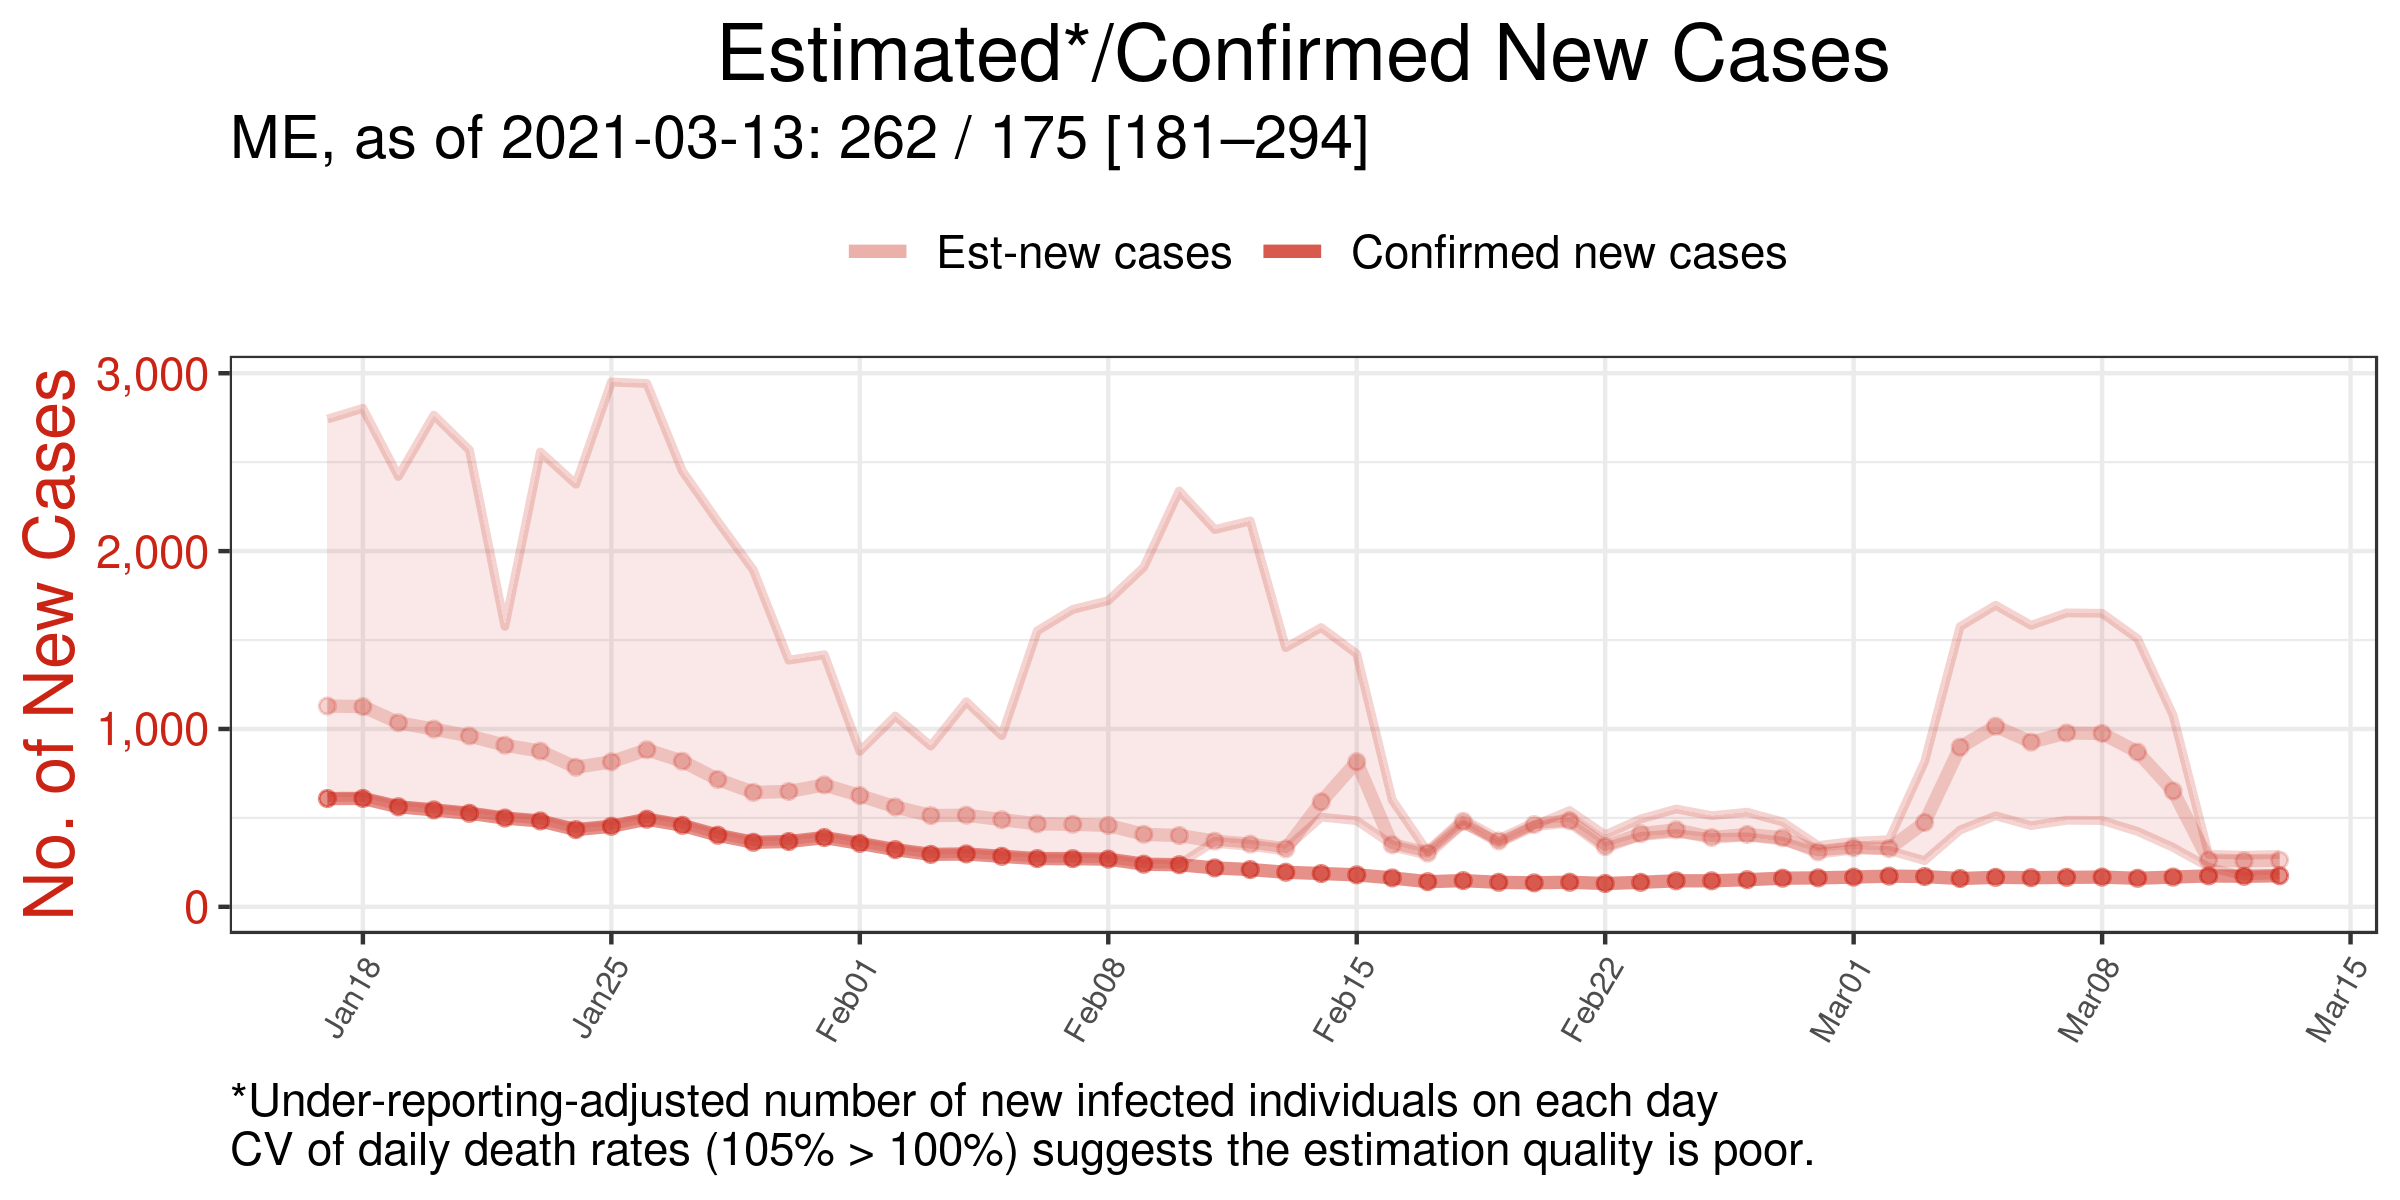 Estimated*/Confirmed New Cases
ME, as of 2021-03-13: 262 / 175 [181–294]
Est-new cases
Confirmed new cases
No. of New Cases
3,000
2,000
1,000
0
Jan18
Jan25
Feb01
Feb08
Feb15
Feb22
Mar01
Mar08
Mar15
*Under-reporting-adjusted number of new infected individuals on each day
CV of daily death rates (105% > 100%) suggests the estimation quality is poor.